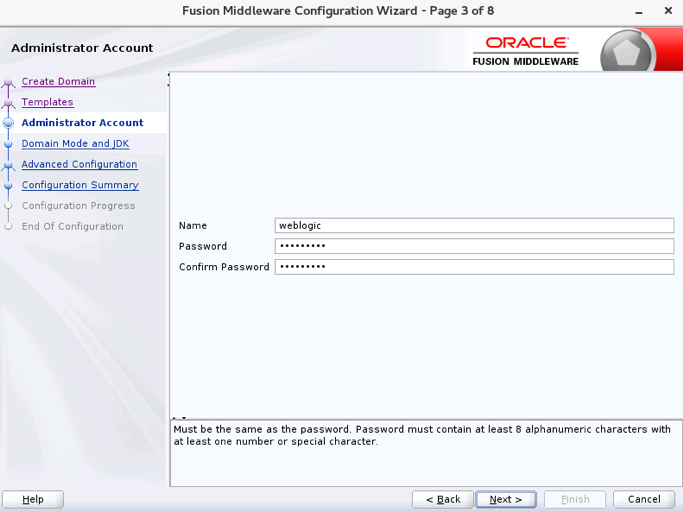 Fusion Middleware Configuration Wizard - Page 3 of 8
Administrator Account
ORACLE
FUSION MIDDLEWARE
Create Domain
Templates
Administrator Account
Domain Mode and JDK
Advanced Configuration
Configuration Summary
Configuration Progress
End Of Configuration
Name weblogic
Password •••••••••
Confirm Password •••••••••
Must be the same as the password. Password must contain at least 8 alphanumeric characters with
at least one number or special character.
Help < Back Next > Finish Cancel